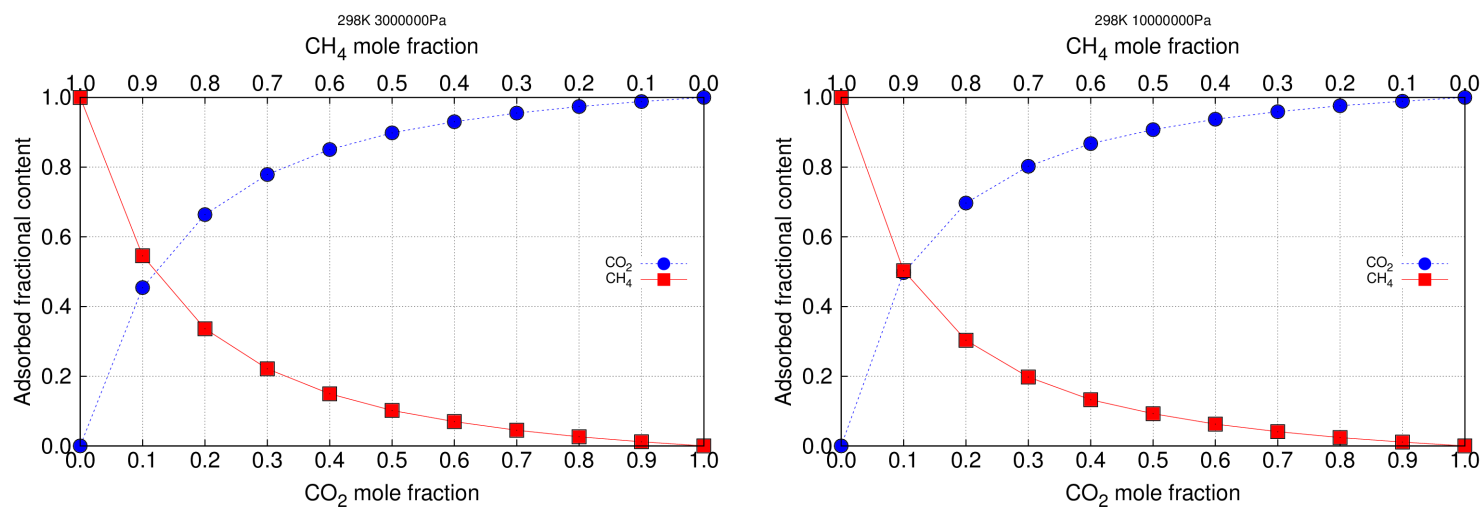 298K 3000000Pa
CH4 mole fraction
1.0 0.9 0.8 0.7 0.6 0.5 0.4 0.3 0.2 0.1 0.0
1.0
0.8
0.6
0.4
0.2
0.0
Adsorbed fractional content
CO2
CH4
0.0 0.1 0.2 0.3 0.4 0.5 0.6 0.7 0.8 0.9 1.0
CO2 mole fraction
298K 10000000Pa
CH4 mole fraction
1.0 0.9 0.8 0.7 0.6 0.5 0.4 0.3 0.2 0.1 0.0
1.0
0.8
0.6
0.4
0.2
0.0
Adsorbed fractional content
CO2
CH4
0.0 0.1 0.2 0.3 0.4 0.5 0.6 0.7 0.8 0.9 1.0
CO2 mole fraction